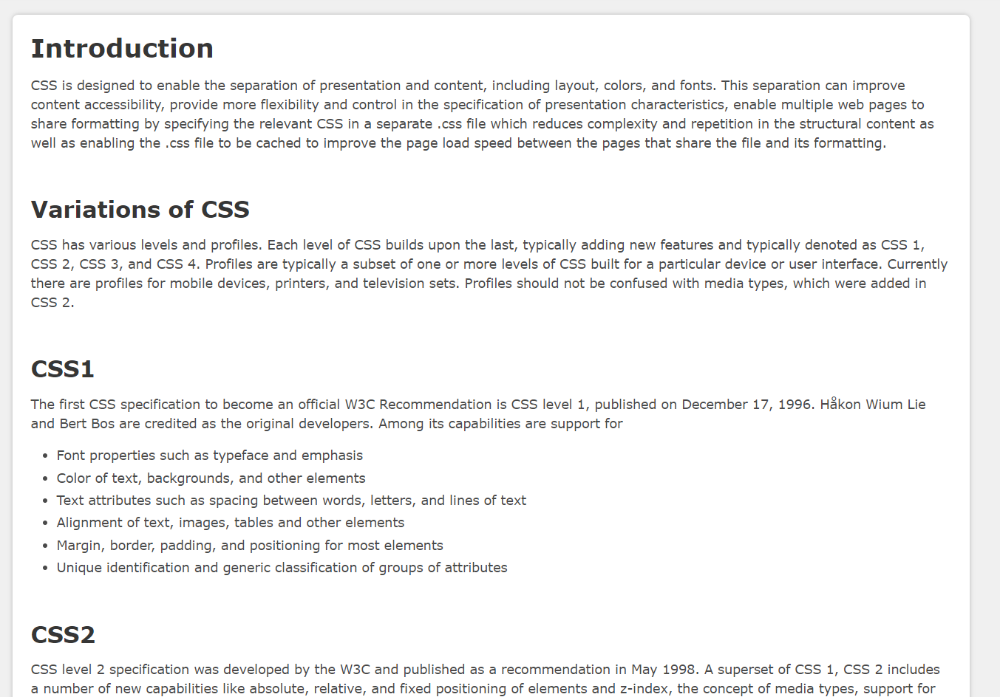 Introduction
CSS is designed to enable the separation of presentation and content, including layout, colors, and fonts. This separation can improve
content accessibility, provide more flexibility and control in the specification of presentation characteristics, enable multiple web pages to
share formatting by specifying the relevant CSS in a separate .css file which reduces complexity and repetition in the structural content as
well as enabling the .css file to be cached to improve the page load speed between the pages that share the file and its formatting.
Variations of CSS
CSS has various levels and profiles. Each level of CSS builds upon the last, typically adding new features and typically denoted as CSS 1,
CSS 2, CSS 3, and CSS 4. Profiles are typically a subset of one or more levels of CSS built for a particular device or user interface. Currently
there are profiles for mobile devices, printers, and television sets. Profiles should not be confused with media types, which were added in
CSS 2.
CSS1
The first CSS specification to become an official W3C Recommendation is CSS level 1, published on December 17, 1996. Håkon Wium Lie
and Bert Bos are credited as the original developers. Among its capabilities are support for
• Font properties such as typeface and emphasis
• Color of text, backgrounds, and other elements
• Text attributes such as spacing between words, letters, and lines of text
• Alignment of text, images, tables and other elements
• Margin, border, padding, and positioning for most elements
• Unique identification and generic classification of groups of attributes
CSS2
CSS level 2 specification was developed by the W3C and published as a recommendation in May 1998. A superset of CSS 1, CSS 2 includes
a number of new capabilities like absolute, relative, and fixed positioning of elements and z-index, the concept of media types, support for